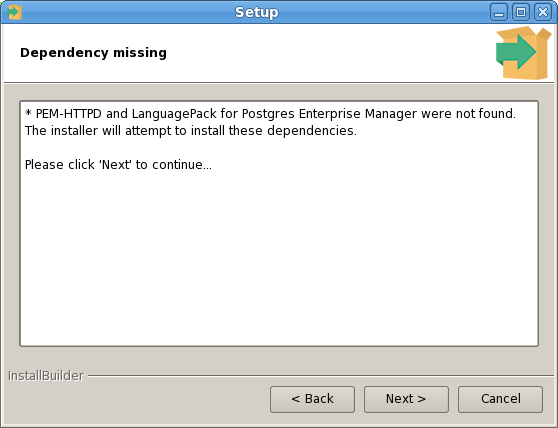 Setup
Dependency missing
* PEM-HTTPD and LanguagePack for Postgres Enterprise Manager were not found.
The installer will attempt to install these dependencies.
Please click 'Next' to continue...
InstallBuilder
< Back
Next >
Cancel